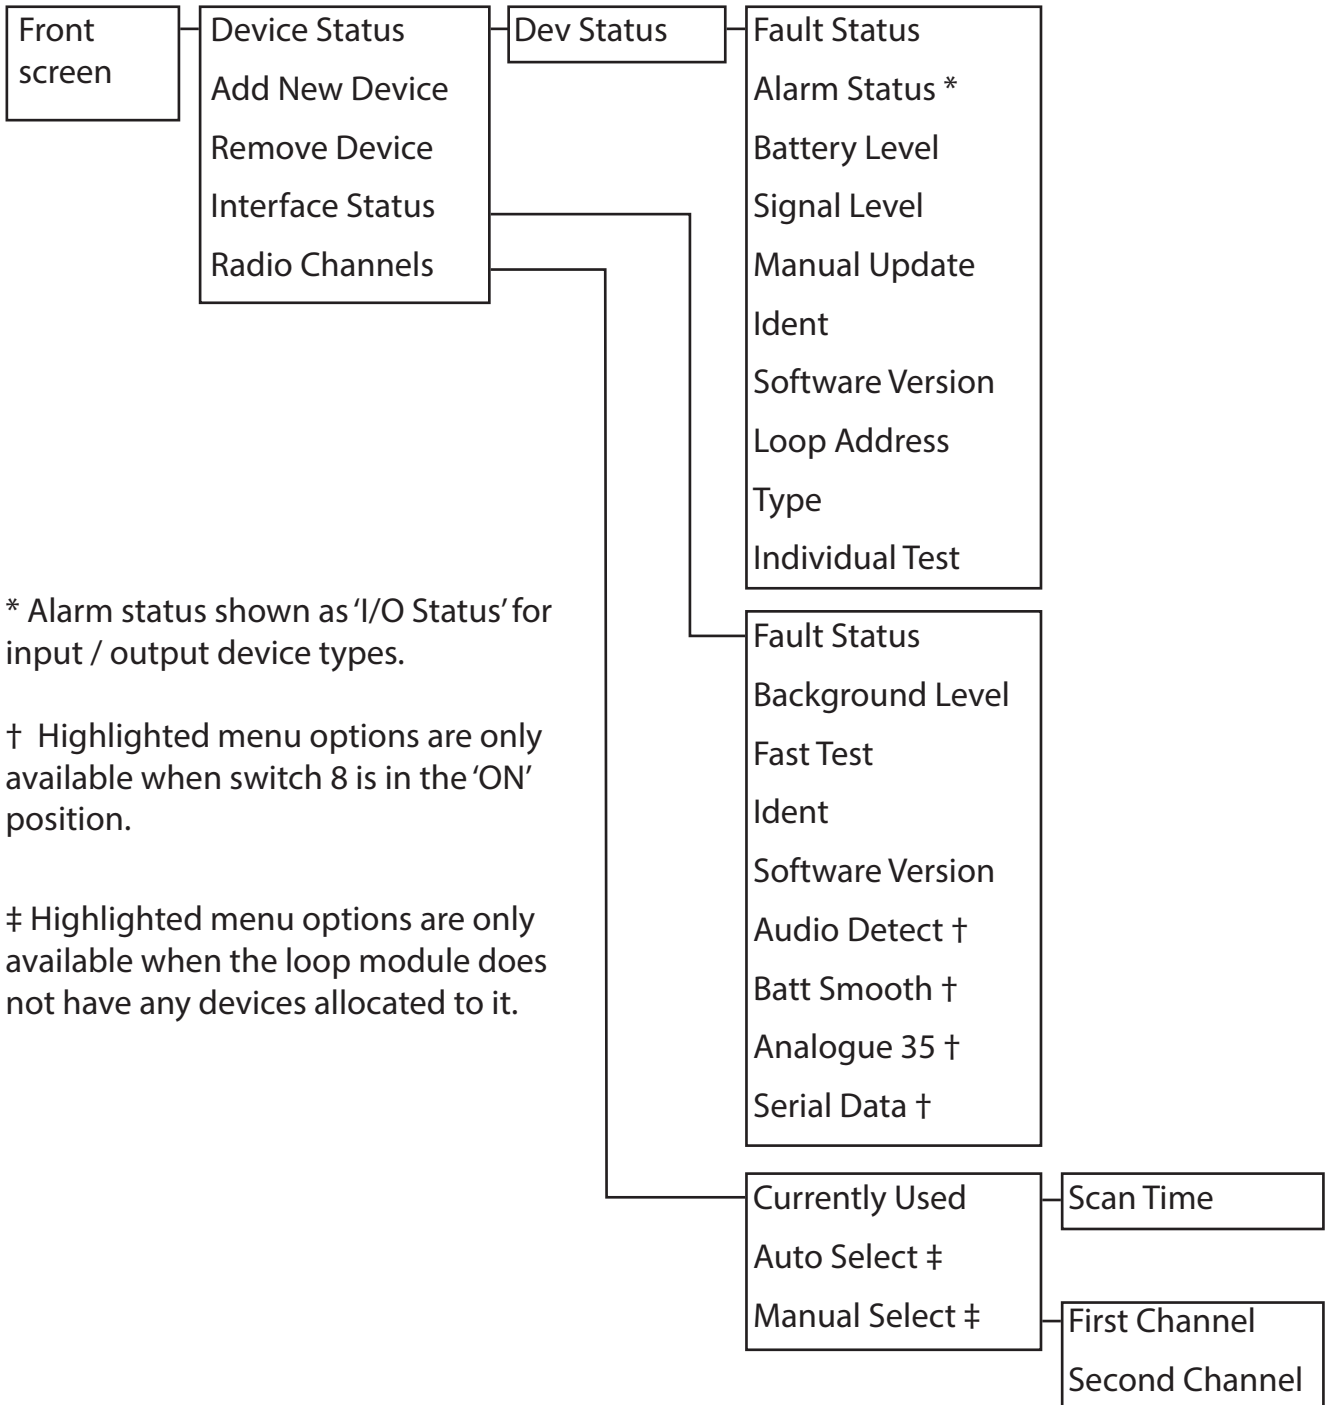 Front
screen
Device Status
Add New Device
Remove Device
Interface Status
Radio Channels
Dev Status
Fault Status
Alarm Status *
Battery Level
Signal Level
Manual Update
Ident
Software Version
Loop Address
Type
Individual Test
* Alarm status shown as ‘I/O Status’ for
input / output device types.
† Highlighted menu options are only
available when switch 8 is in the ‘ON’
position.
‡ Highlighted menu options are only
available when the loop module does
not have any devices allocated to it.
Fault Status
Background Level
Fast Test
Ident
Software Version
Audio Detect †
Batt Smooth †
Analogue 35 †
Serial Data †
Currently Used
Auto Select ‡
Manual Select ‡
Scan Time
First Channel
Second Channel